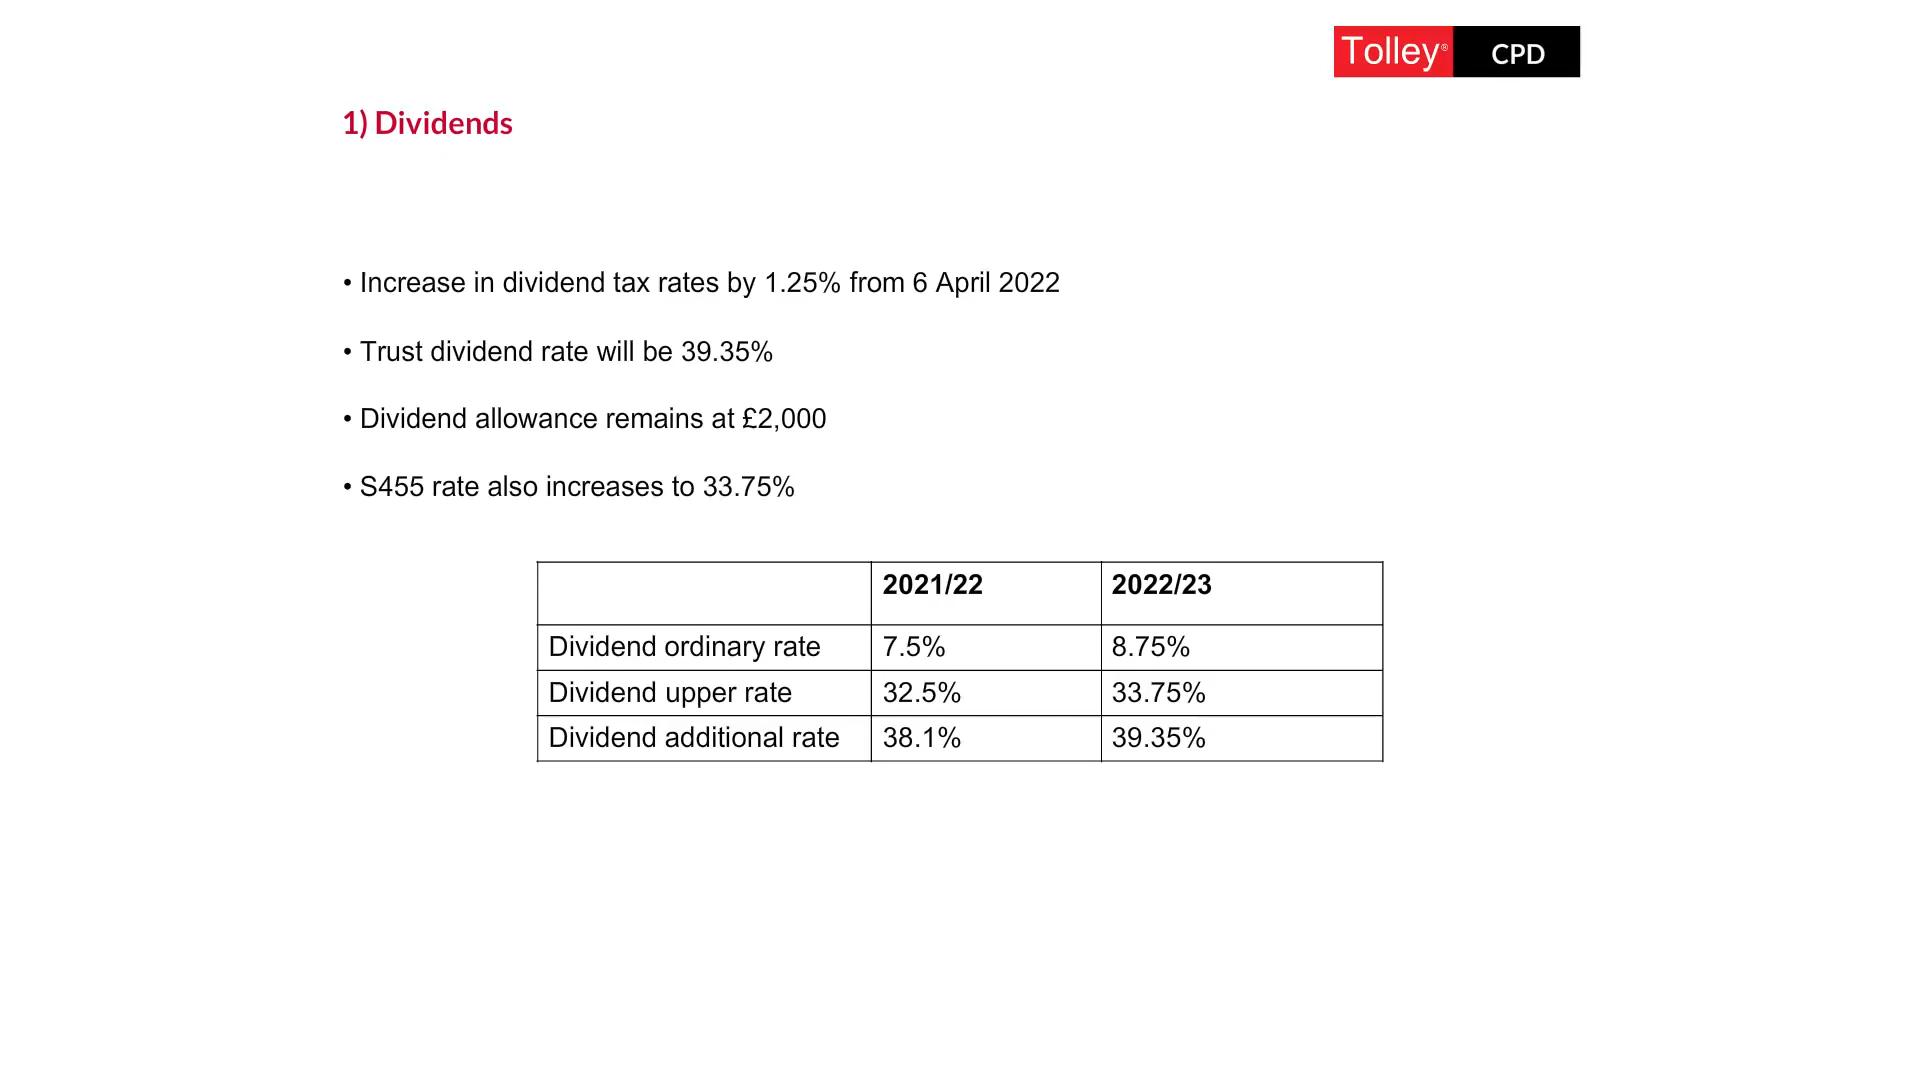 Tolley® CPD
1) Dividends
• Increase in dividend tax rates by 1.25% from 6 April 2022
• Trust dividend rate will be 39.35%
• Dividend allowance remains at £2,000
• S455 rate also increases to 33.75%
2021/22 2022/23
Dividend ordinary rate 7.5% 8.75%
Dividend upper rate 32.5% 33.75%
Dividend additional rate 38.1% 39.35%